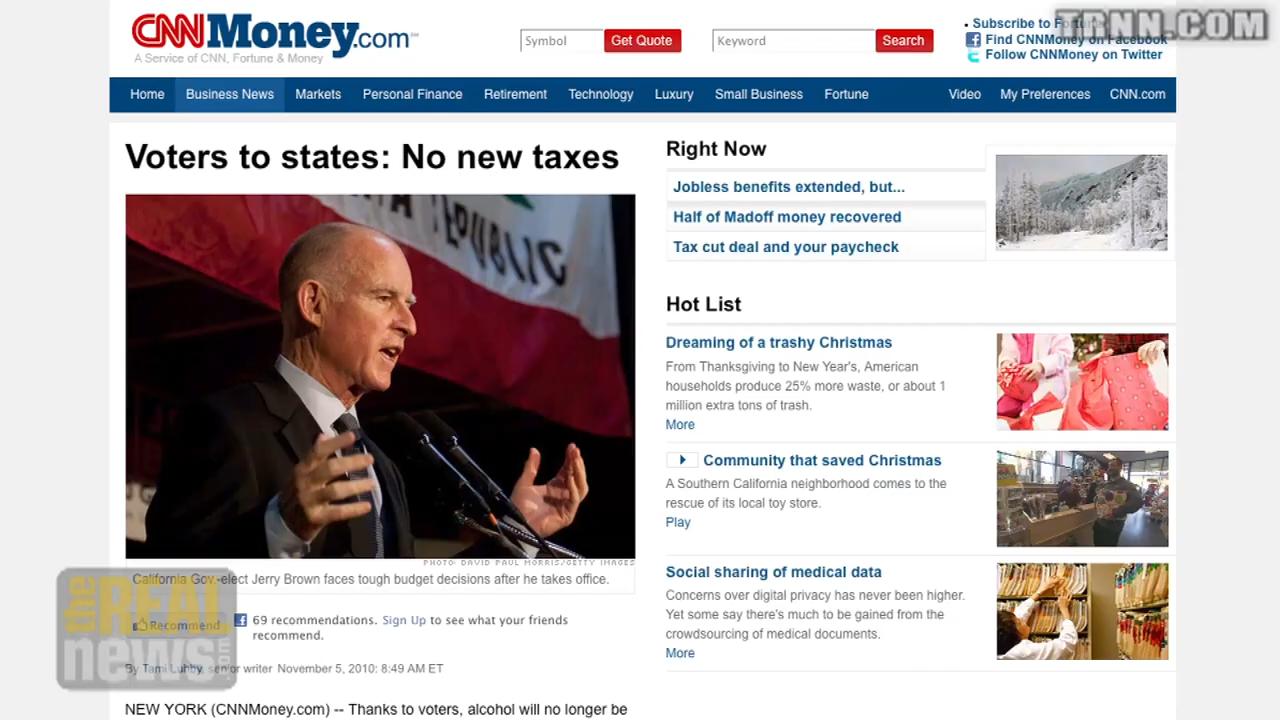 CNNMoney.com
A Service of CNN, Fortune & Money
Symbol
Get Quote
Keyword
Search
Subscribe to Fortune
Find CNNMoney on Facebook
Follow CNNMoney on Twitter
TRNN.COM
Home Business News Markets Personal Finance Retirement Technology Luxury Small Business Fortune Video My Preferences CNN.com
Voters to states: No new taxes
REPUBLIC
PHOTO: DAVID PAUL MORRIS/GETTY IMAGES
California Gov.-elect Jerry Brown faces tough budget decisions after he takes office.
Recommend
69 recommendations. Sign Up to see what your friends
recommend.
By Tami Luhby, senior writer November 5, 2010: 8:49 AM ET
NEW YORK (CNNMoney.com) -- Thanks to voters, alcohol will no longer be
the REAL
news.com
Right Now
Jobless benefits extended, but...
Half of Madoff money recovered
Tax cut deal and your paycheck
Hot List
Dreaming of a trashy Christmas
From Thanksgiving to New Year's, American
households produce 25% more waste, or about 1
million extra tons of trash.
More
Community that saved Christmas
A Southern California neighborhood comes to the
rescue of its local toy store.
Play
Social sharing of medical data
Concerns over digital privacy has never been higher.
Yet some say there's much to be gained from the
crowdsourcing of medical documents.
More